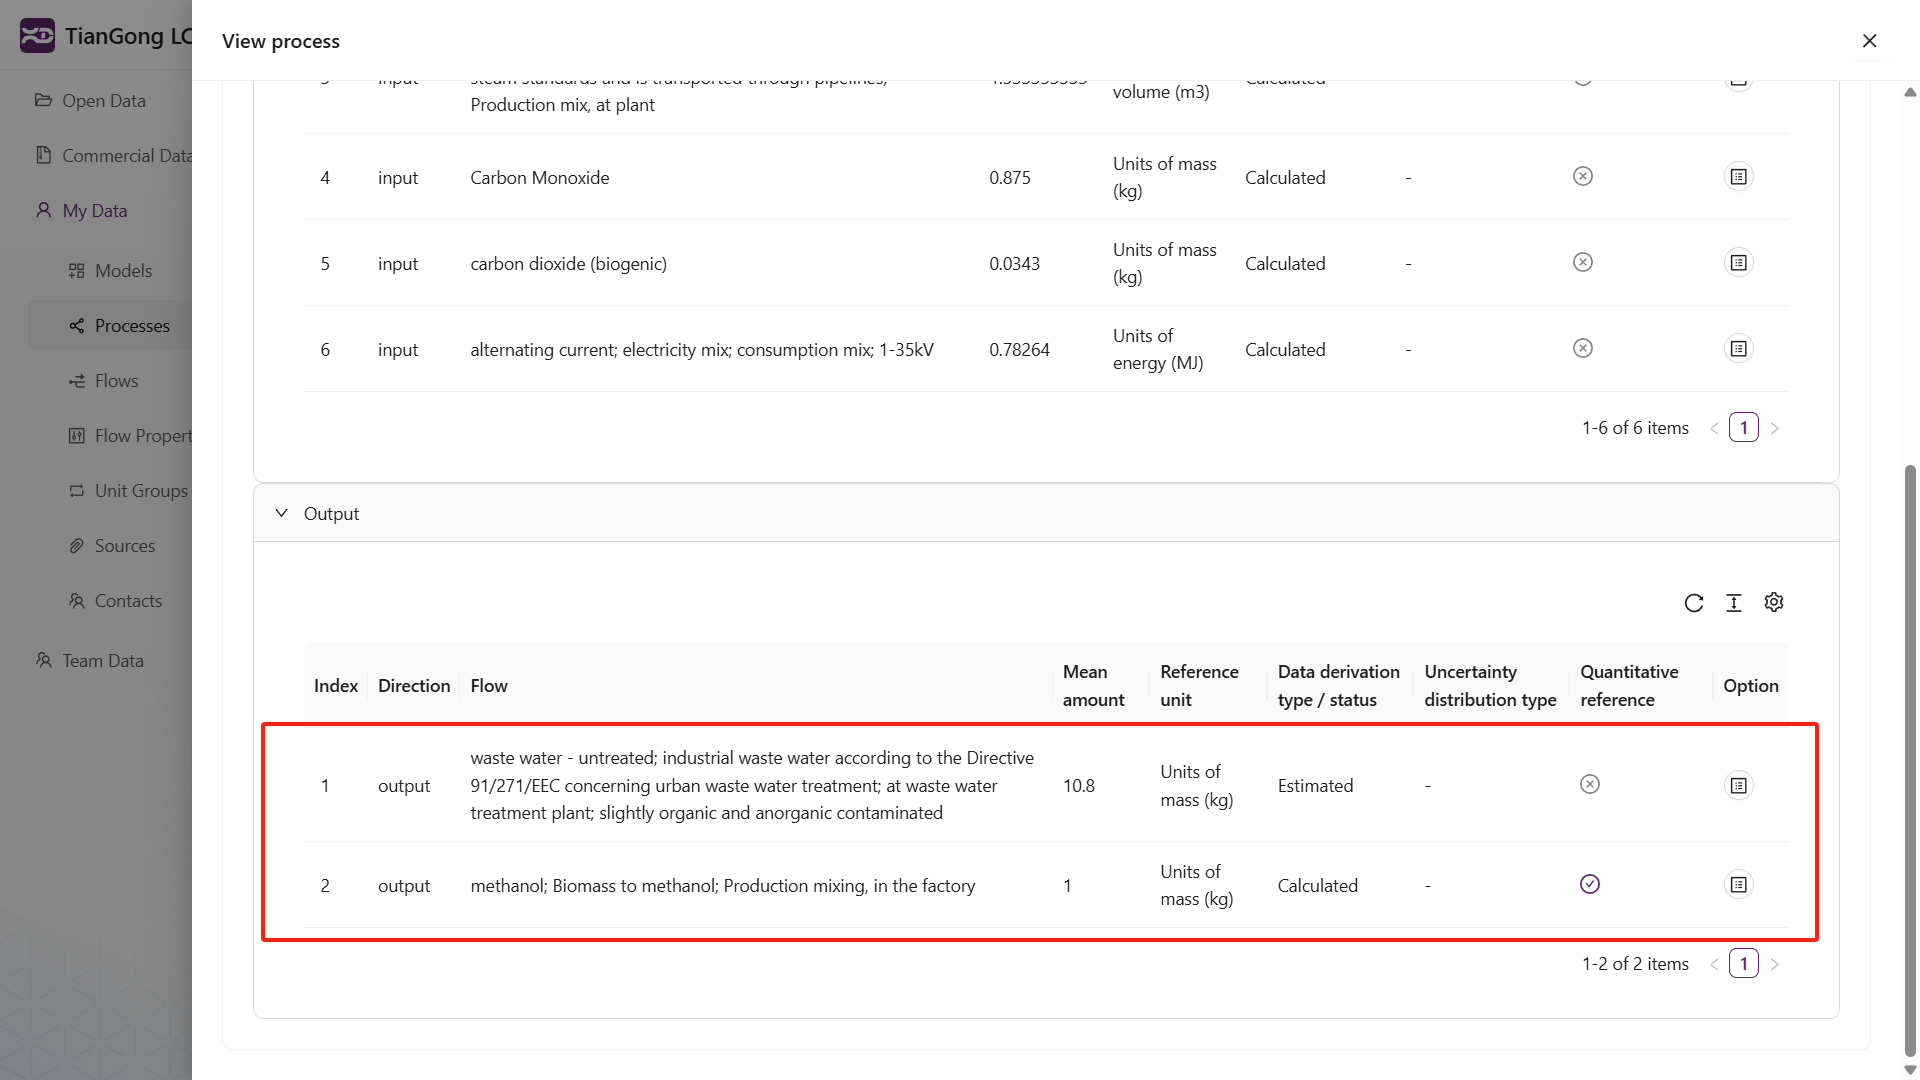 TianGong LC
View process
Open Data
Commercial Data
My Data
Models
Processes
Flows
Flow Propert
Unit Groups
Sources
Contacts
Team Data
3 input steam standards and is transported through pipelines; Calculated
Production mix, at plant
volume (m3)
4 input Carbon Monoxide 0.875 Units of mass (kg) Calculated -
5 input carbon dioxide (biogenic) 0.0343 Units of mass (kg) Calculated -
6 input alternating current; electricity mix; consumption mix; 1-35kV 0.78264 Units of energy (MJ) Calculated -
1-6 of 6 items < 1 >
Output
Index Direction Flow Mean amount Reference unit Data derivation type / status Uncertainty distribution type Quantitative reference Option
1 output waste water - untreated; industrial waste water according to the Directive
91/271/EEC concerning urban waste water treatment; at waste water
treatment plant; slightly organic and anorganic contaminated 10.8 Units of mass (kg) Estimated -
2 output methanol; Biomass to methanol; Production mixing, in the factory 1 Units of mass (kg) Calculated -
1-2 of 2 items < 1 >